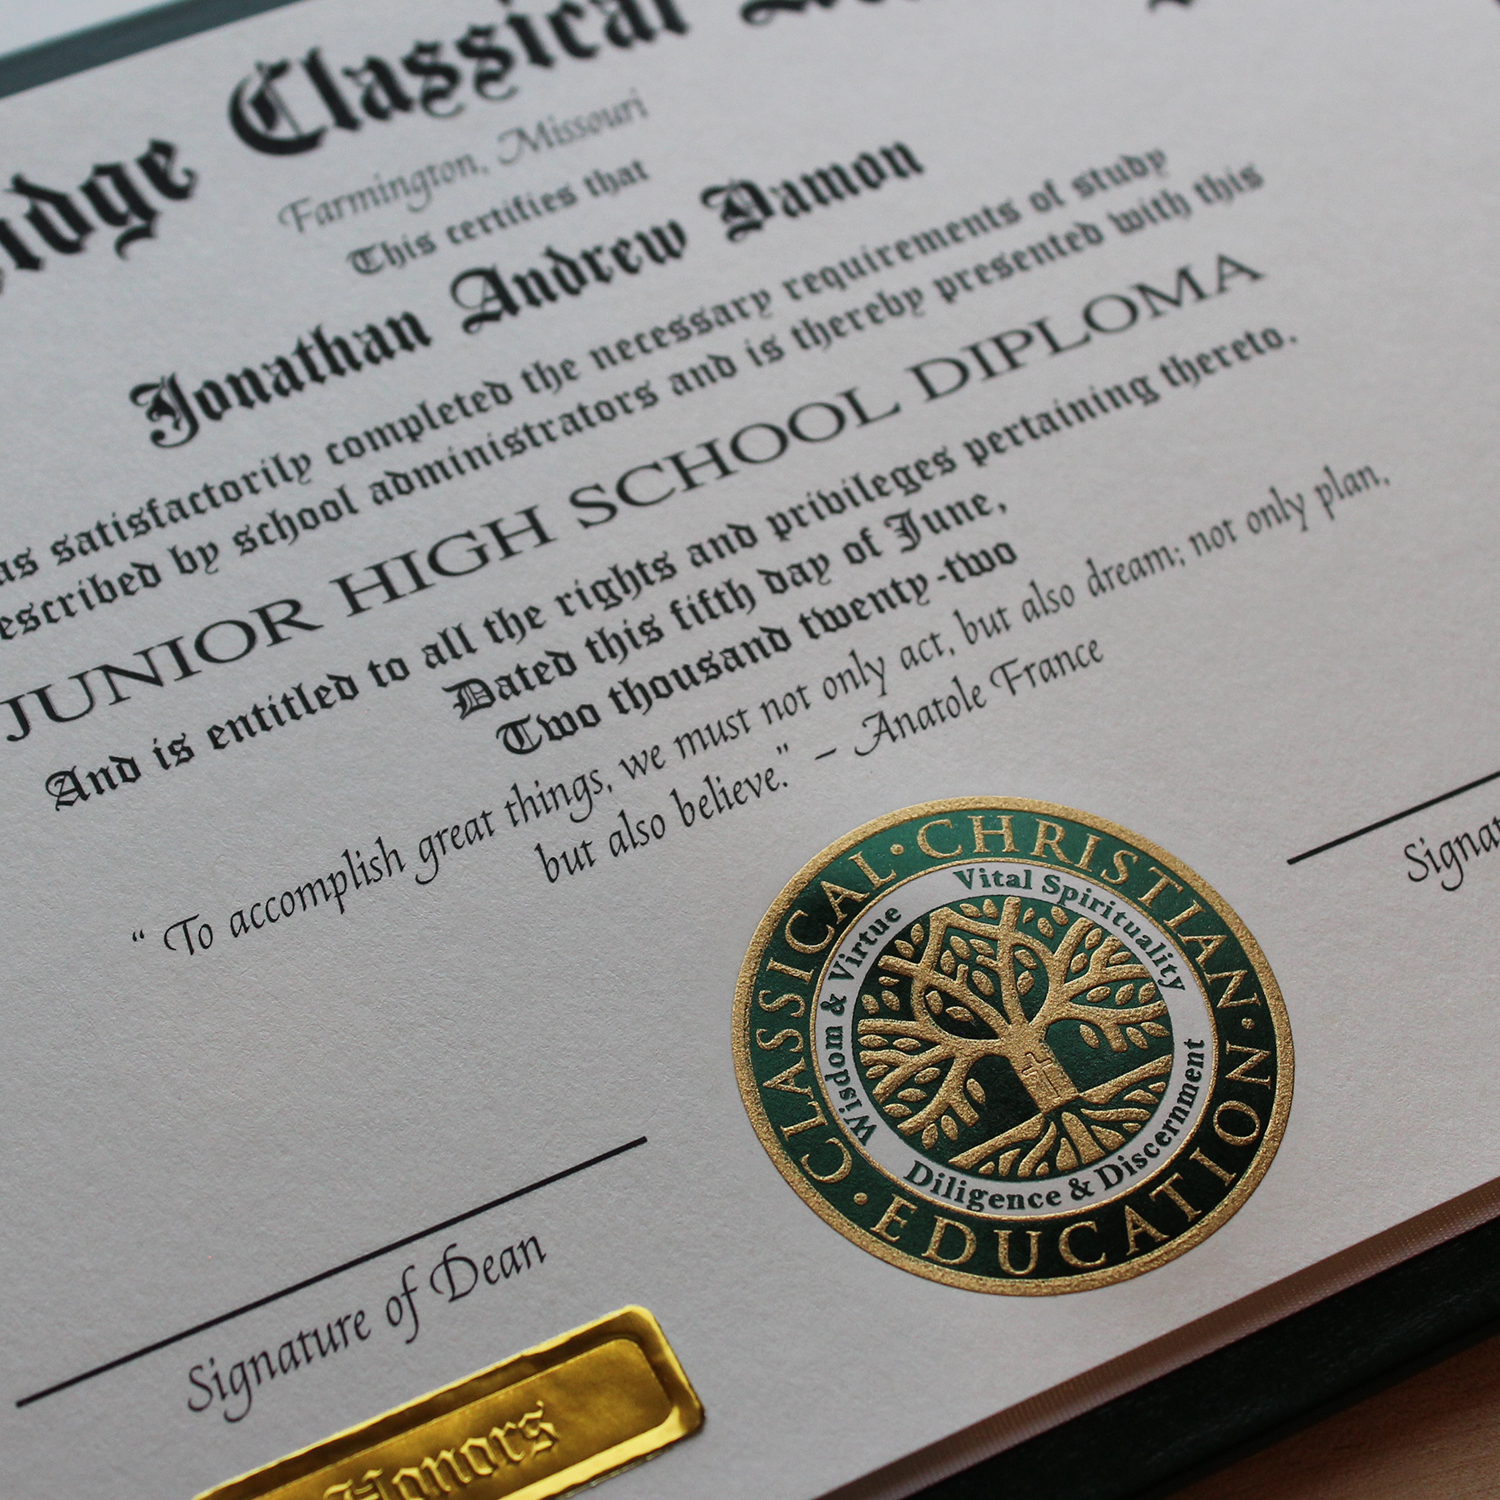 Classical
Farmington, Missouri
This certifies that
Jonathan Andrew Damon
satisfactorily completed the necessary requirements of study
by school administrators and is thereby presented with this
JUNIOR HIGH SCHOOL DIPLOMA
And is entitled to all the rights and privileges pertaining thereto.
Dated this fifth day of June,
Two thousand twenty-two
“ To accomplish great things, we must not only act, but also dream; not only plan,
but also believe.” – Anatole France
CLASSICAL · CHRISTIAN · EDUCATION ·
Wisdom & Virtue
Vital Spirituality
Diligence & Discernment
Signature of Dean
Honors